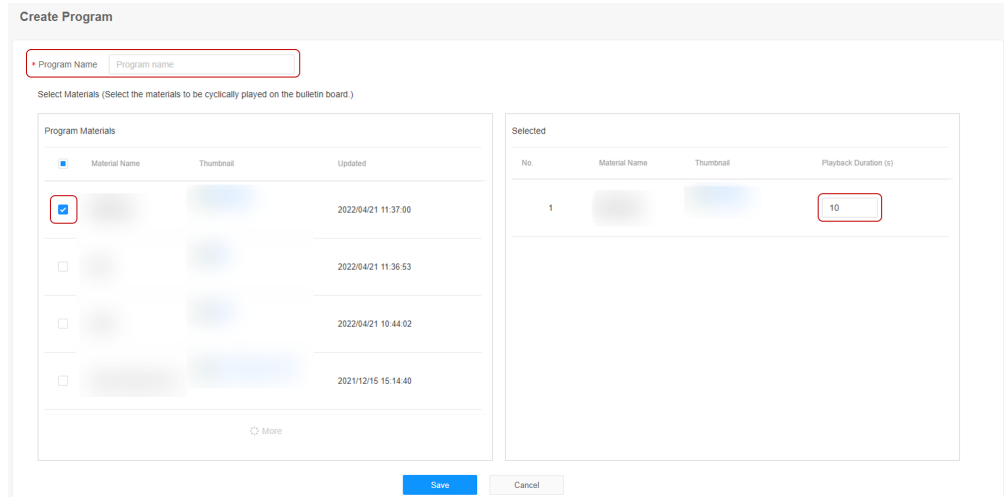 Create Program
* Program Name Program name
Select Materials (Select the materials to be cyclically played on the bulletin board.)
Program Materials
Material Name Thumbnail Updated
2022/04/21 11:37:00
2022/04/21 11:36:53
2022/04/21 10:44:02
2021/12/15 15:14:40
More
Selected
No. Material Name Thumbnail Playback Duration (s)
1 10
Save Cancel